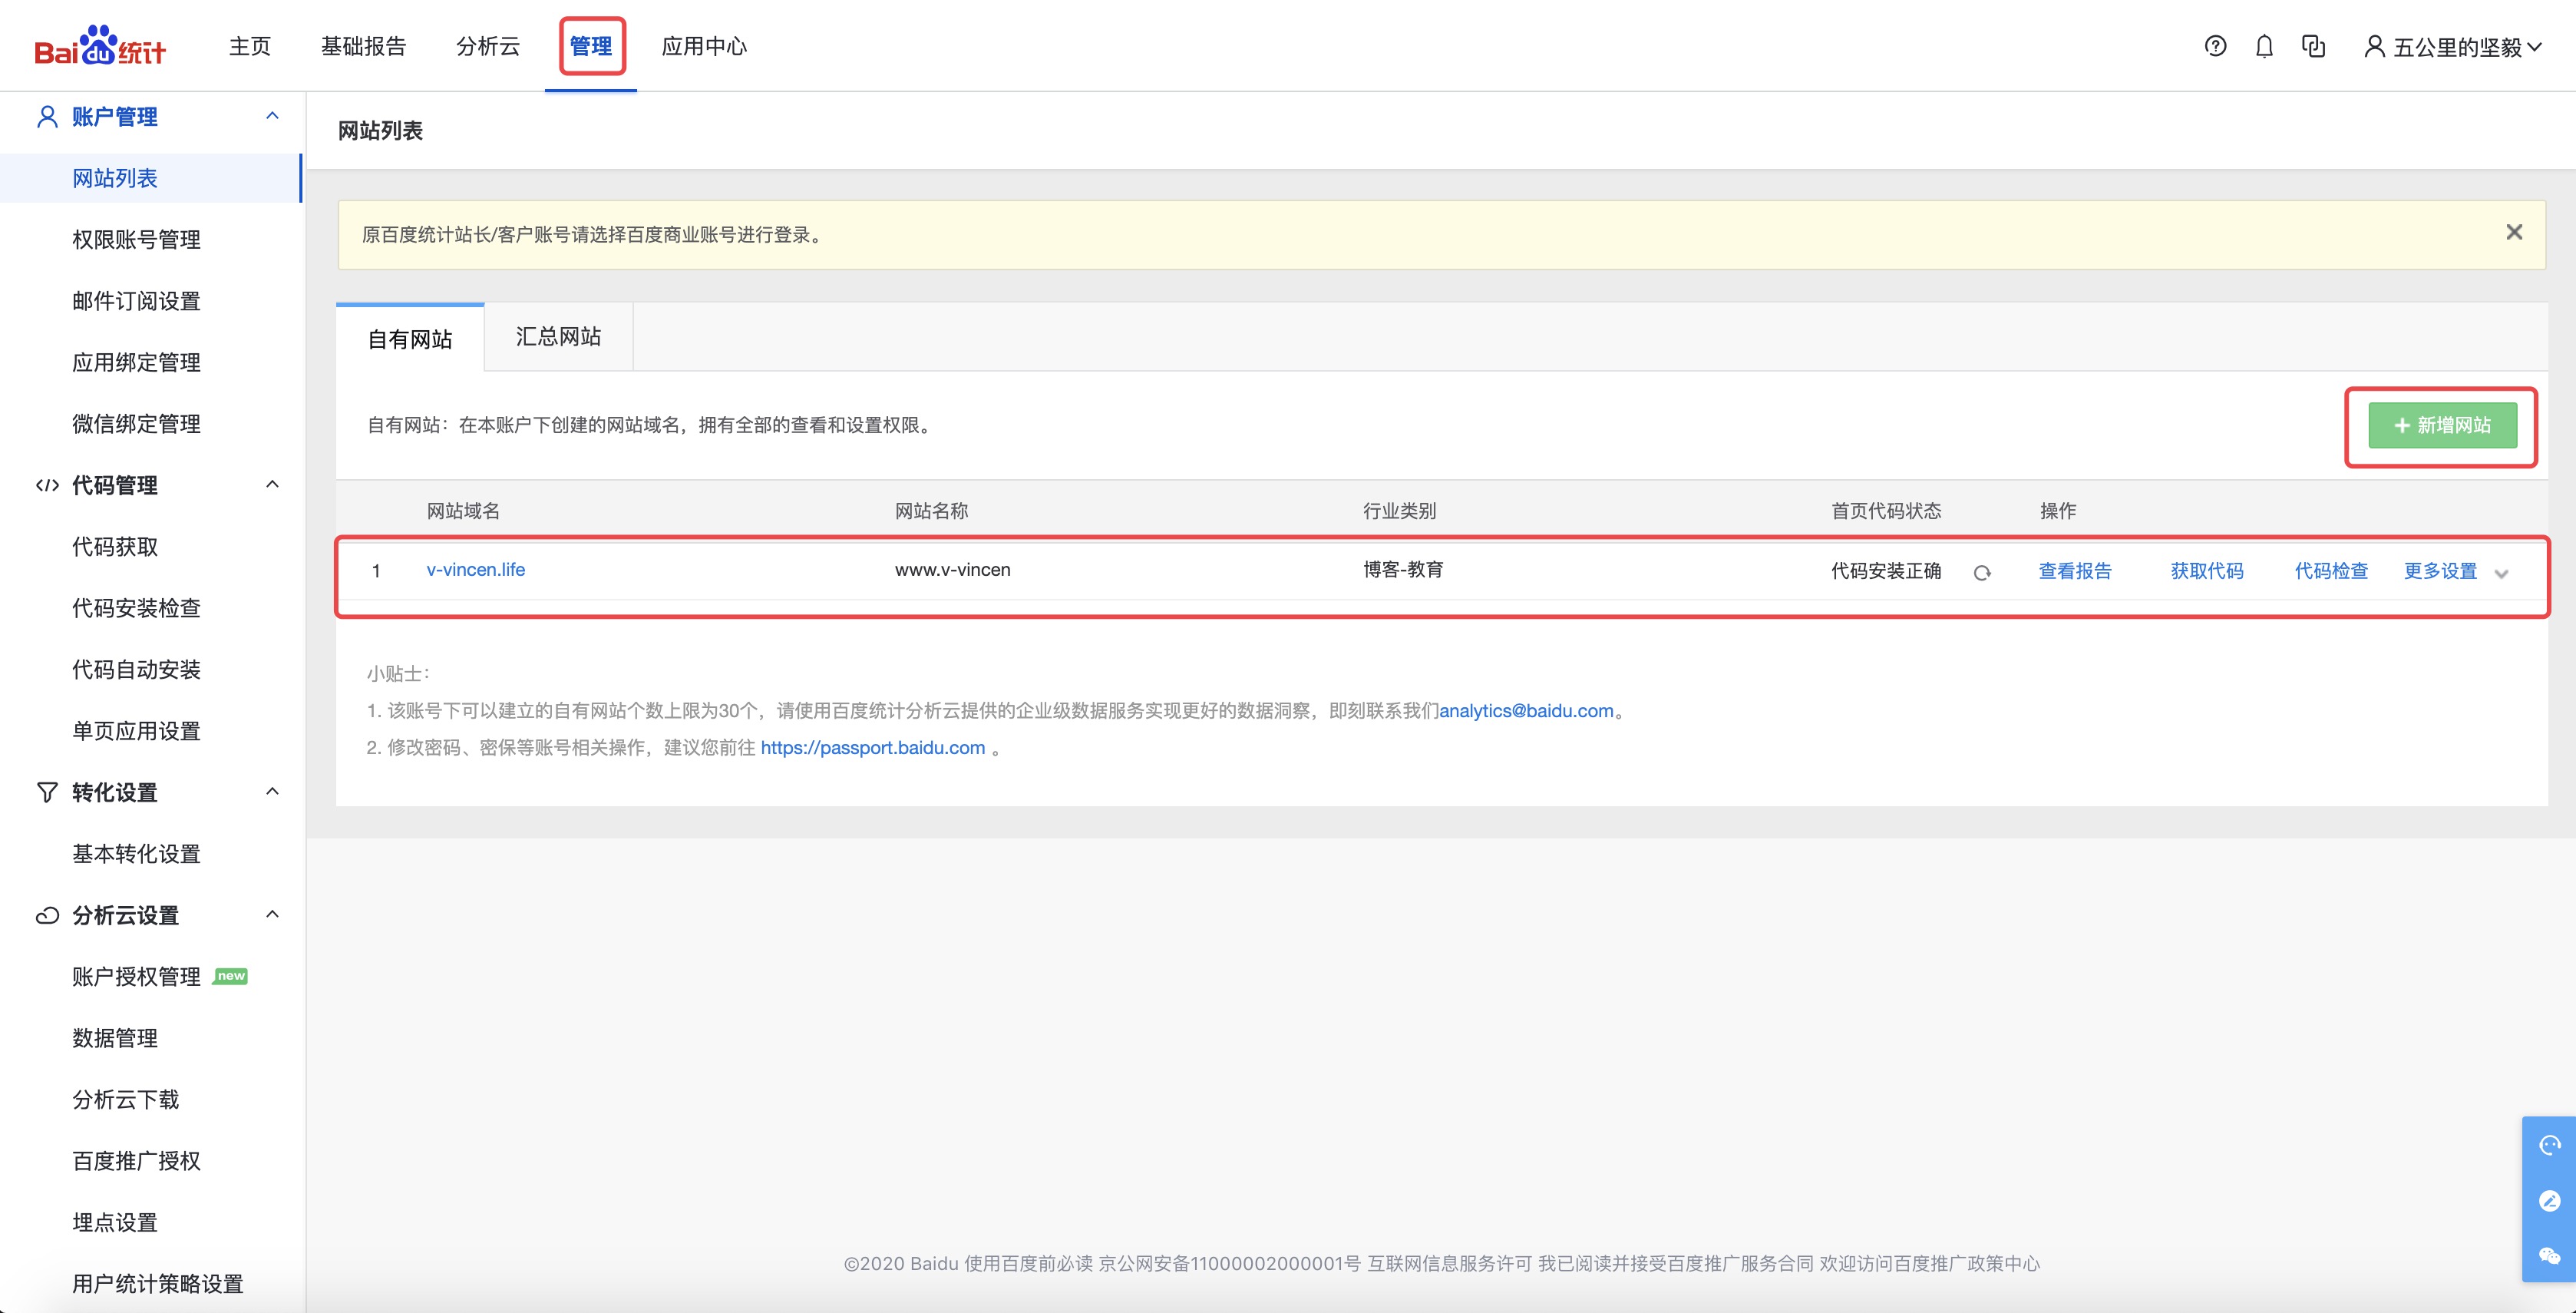 Bai du 统计
主页 基础报告 分析云 管理 应用中心
五公里的坚毅
账户管理
网站列表
权限账号管理
邮件订阅设置
应用绑定管理
微信绑定管理
代码管理
代码获取
代码安装检查
代码自动安装
单页应用设置
转化设置
基本转化设置
分析云设置
账户授权管理 new
数据管理
分析云下载
百度推广授权
埋点设置
用户统计策略设置
网站列表
原百度统计站长/客户账号请选择百度商业账号进行登录。
自有网站 汇总网站
自有网站：在本账户下创建的网站域名，拥有全部的查看和设置权限。
+ 新增网站
网站域名 网站名称 行业类别 首页代码状态 操作
1 v-vincen.life www.v-vincen 博客-教育 代码安装正确 查看报告 获取代码 代码检查 更多设置
小贴士：
1. 该账号下可以建立的自有网站个数上限为30个，请使用百度统计分析云提供的企业级数据服务实现更好的数据洞察，即刻联系我们analytics@baidu.com。
2. 修改密码、密保等账号相关操作，建议您前往 https://passport.baidu.com 。
©2020 Baidu 使用百度前必读 京公网安备11000002000001号 互联网信息服务许可 我已阅读并接受百度推广服务合同 欢迎访问百度推广政策中心